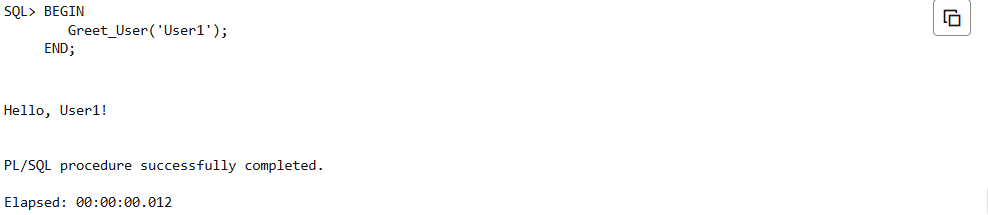 SQL> BEGIN
        Greet_User('User1');
     END;
Hello, User1!
PL/SQL procedure successfully completed.
Elapsed: 00:00:00.012